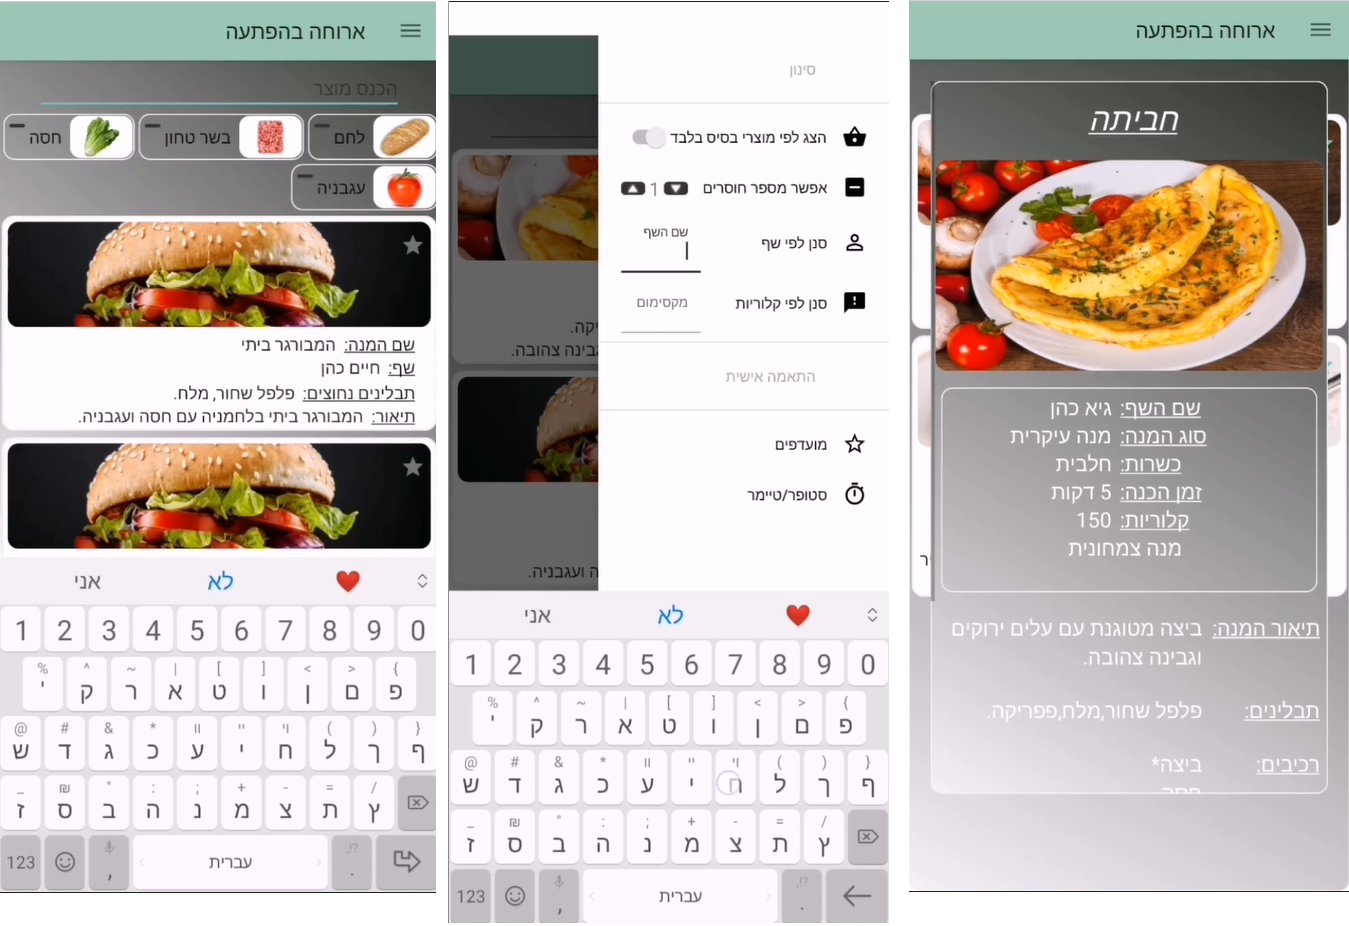 ארוחה בהפתעה
הכנס מוצר
לחם
בשר טחון
חסה
עגבניה
שם המנה: המבורגר ביתי
שף: חיים כהן
תבלינים נחוצים: פלפל שחור, מלח.
תיאור: המבורגר ביתי בלחמניה עם חסה ועגבניה.
אני לא
1 2 3 4 5 6 7 8 9 0
% ^ ~ | [ ] < > {
' ק ר א ט ו ן ם פ
@ # & * װ ײ ױ ( ) }
ש ד ג כ ע י ח ל ך ף
_ ₪ " : ; + - = /
ז ס ב ה נ מ צ ת ץ
123 , עברית ,!? .
סינון
הצג לפי מוצרי בסיס בלבד
אפשר מספר חוסרים 1
סנן לפי שף שם השף
סנן לפי קלוריות מקסימום
התאמה אישית
מועדפים
סטופר/טיימר
יקה.
גבינה צהובה.
ה ועגבניה.
אני לא
1 2 3 4 5 6 7 8 9 0
% ^ ~ | [ ] < > {
' ק ר א ט ו ן ם פ
@ # & * װ ײ ױ ( ) }
ש ד ג כ ע י ח ל ך ף
_ ₪ " : ; + - = /
ז ס ב ה נ מ צ ת ץ
123 , עברית ,!? .
ארוחה בהפתעה
חביתה
שם השף: גיא כהן
סוג המנה: מנה עיקרית
כשרות: חלבית
זמן הכנה: 5 דקות
קלוריות: 150
מנה צמחונית
תיאור המנה: ביצה מטוגנת עם עלים ירוקים
וגבינה צהובה.
תבלינים: פלפל שחור,מלח,פפריקה.
רכיבים: ביצה*